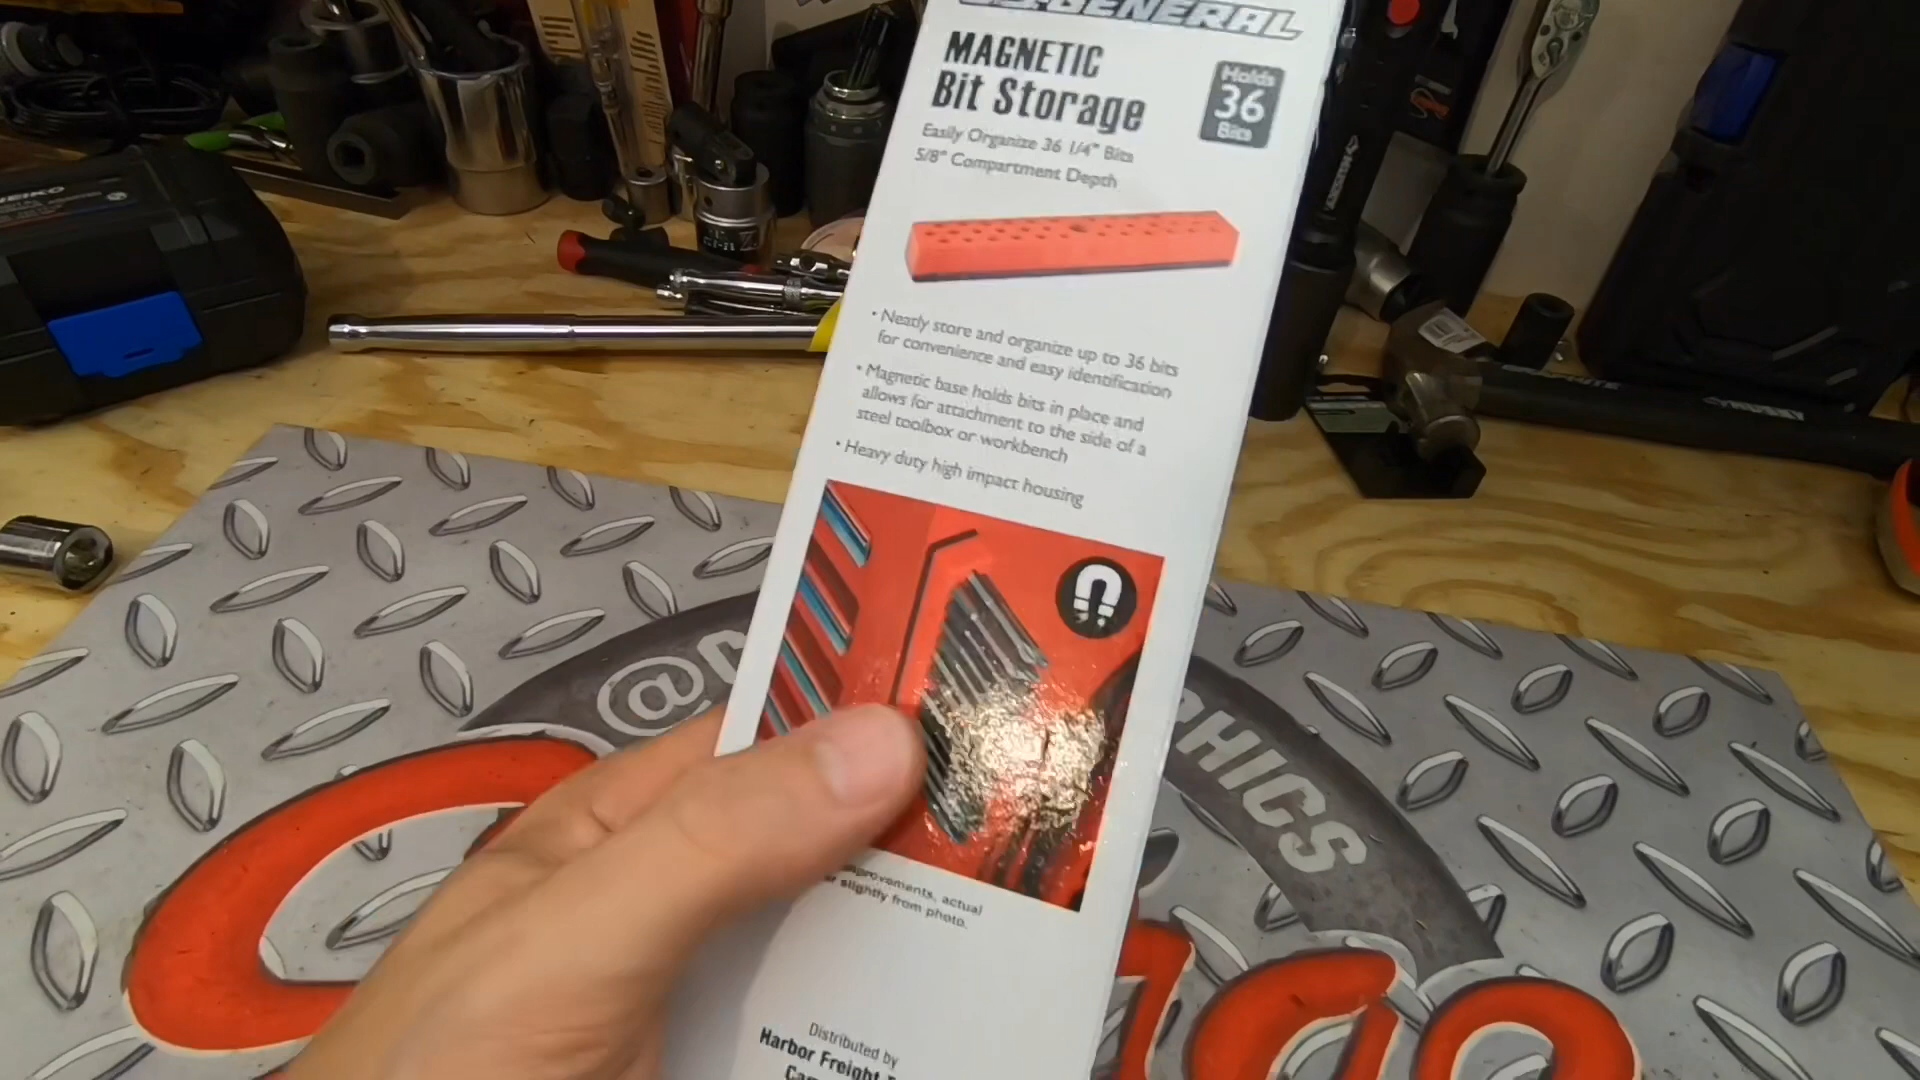 GENERAL
MAGNETIC
Bit Storage
Holds
36
Bits
Easily Organize 36 1/4" Bits
5/8" Compartment Depth
• Neatly store and organize up to 36 bits
for convenience and easy identification
• Magnetic base holds bits in place and
allows for attachment to the side of a
steel toolbox or workbench
• Heavy duty high impact housing
actual
slightly from photo.
Distributed by
Harbor Freight
HUSKY